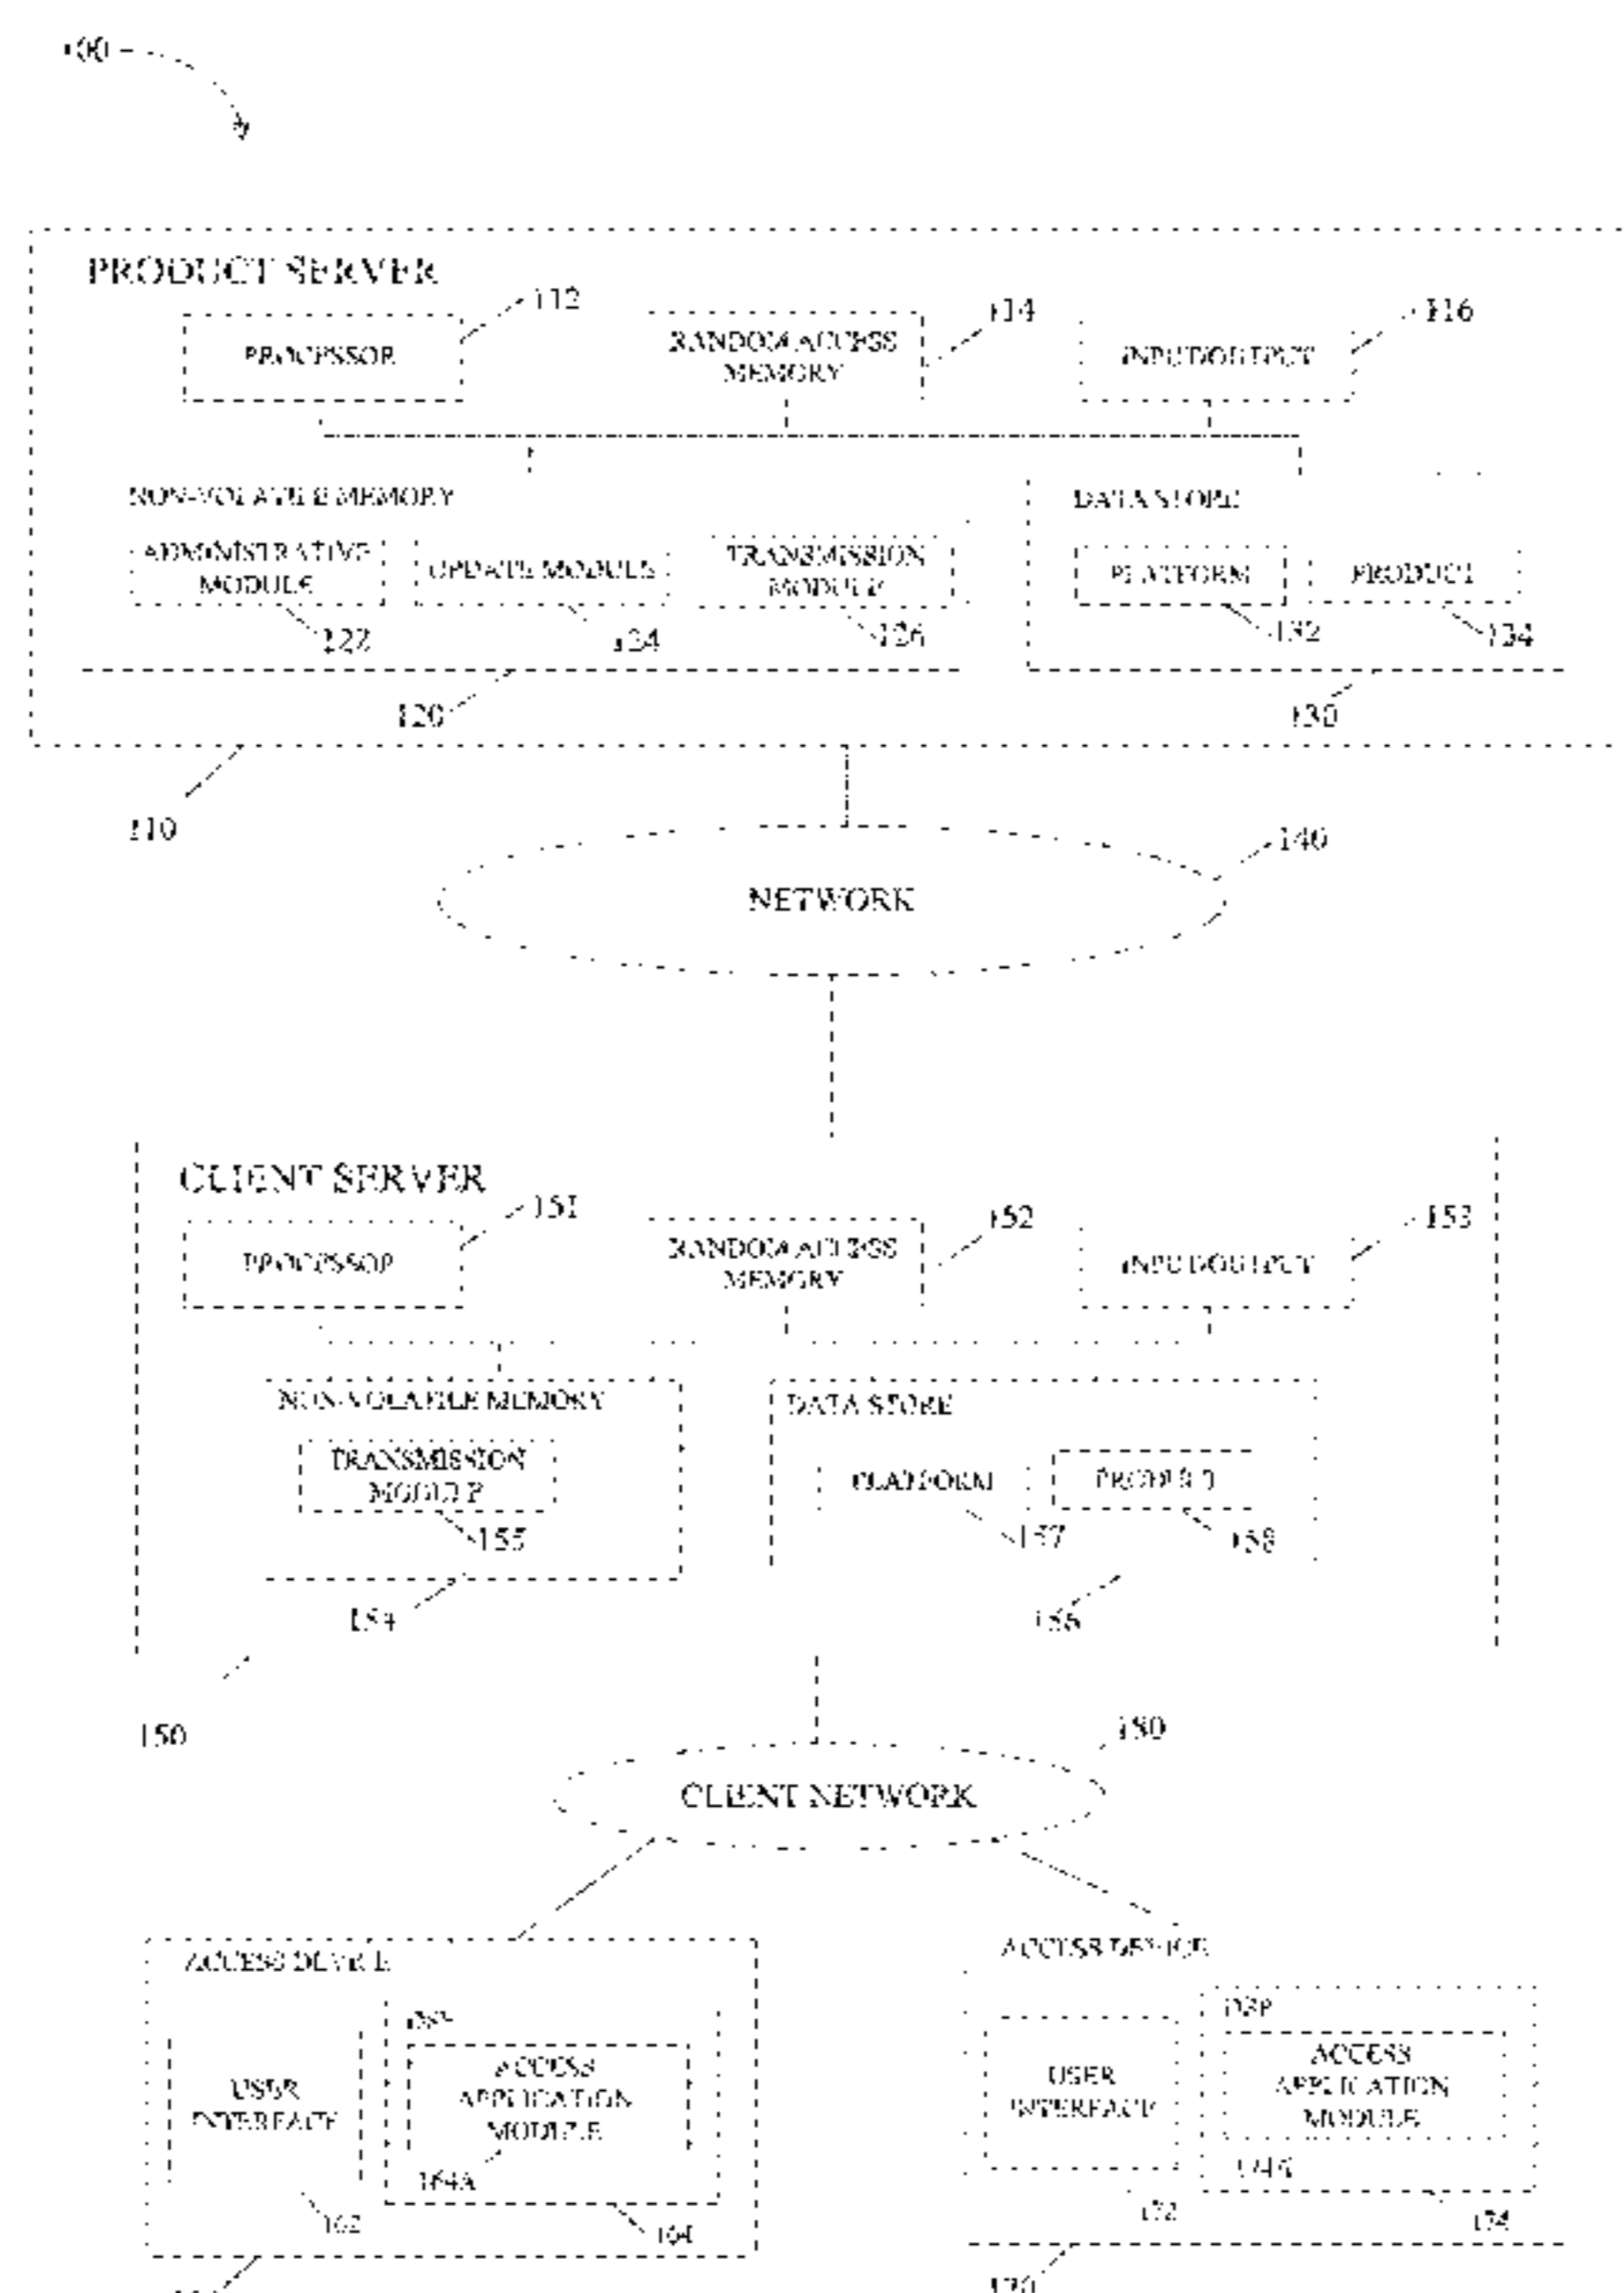 100
PRODUCT SERVER
112
114
116
PROCESSOR
RANDOM ACCESS
MEMORY
INPUT/OUTPUT
NON-VOLATILE MEMORY
DATA STORE
ADMINISTRATIVE
MODULE
UPDATE MODULE
TRANSMISSION
MODULE
PLATFORM
PRODUCT
122
124
126
132
134
120
130
110
140
NETWORK
CLIENT SERVER
151
152
153
PROCESSOR
RANDOM ACCESS
MEMORY
INPUT/OUTPUT
NON-VOLATILE MEMORY
DATA STORE
TRANSMISSION
MODULE
PLATFORM
PRODUCT
155
157
158
154
156
150
180
CLIENT NETWORK
ACCESS DEVICE
ACCESS DEVICE
DSP
ACCESS
APPLICATION
MODULE
USER
INTERFACE
164A
162
164
DSP
ACCESS
APPLICATION
MODULE
USER
INTERFACE
174A
172
174
170